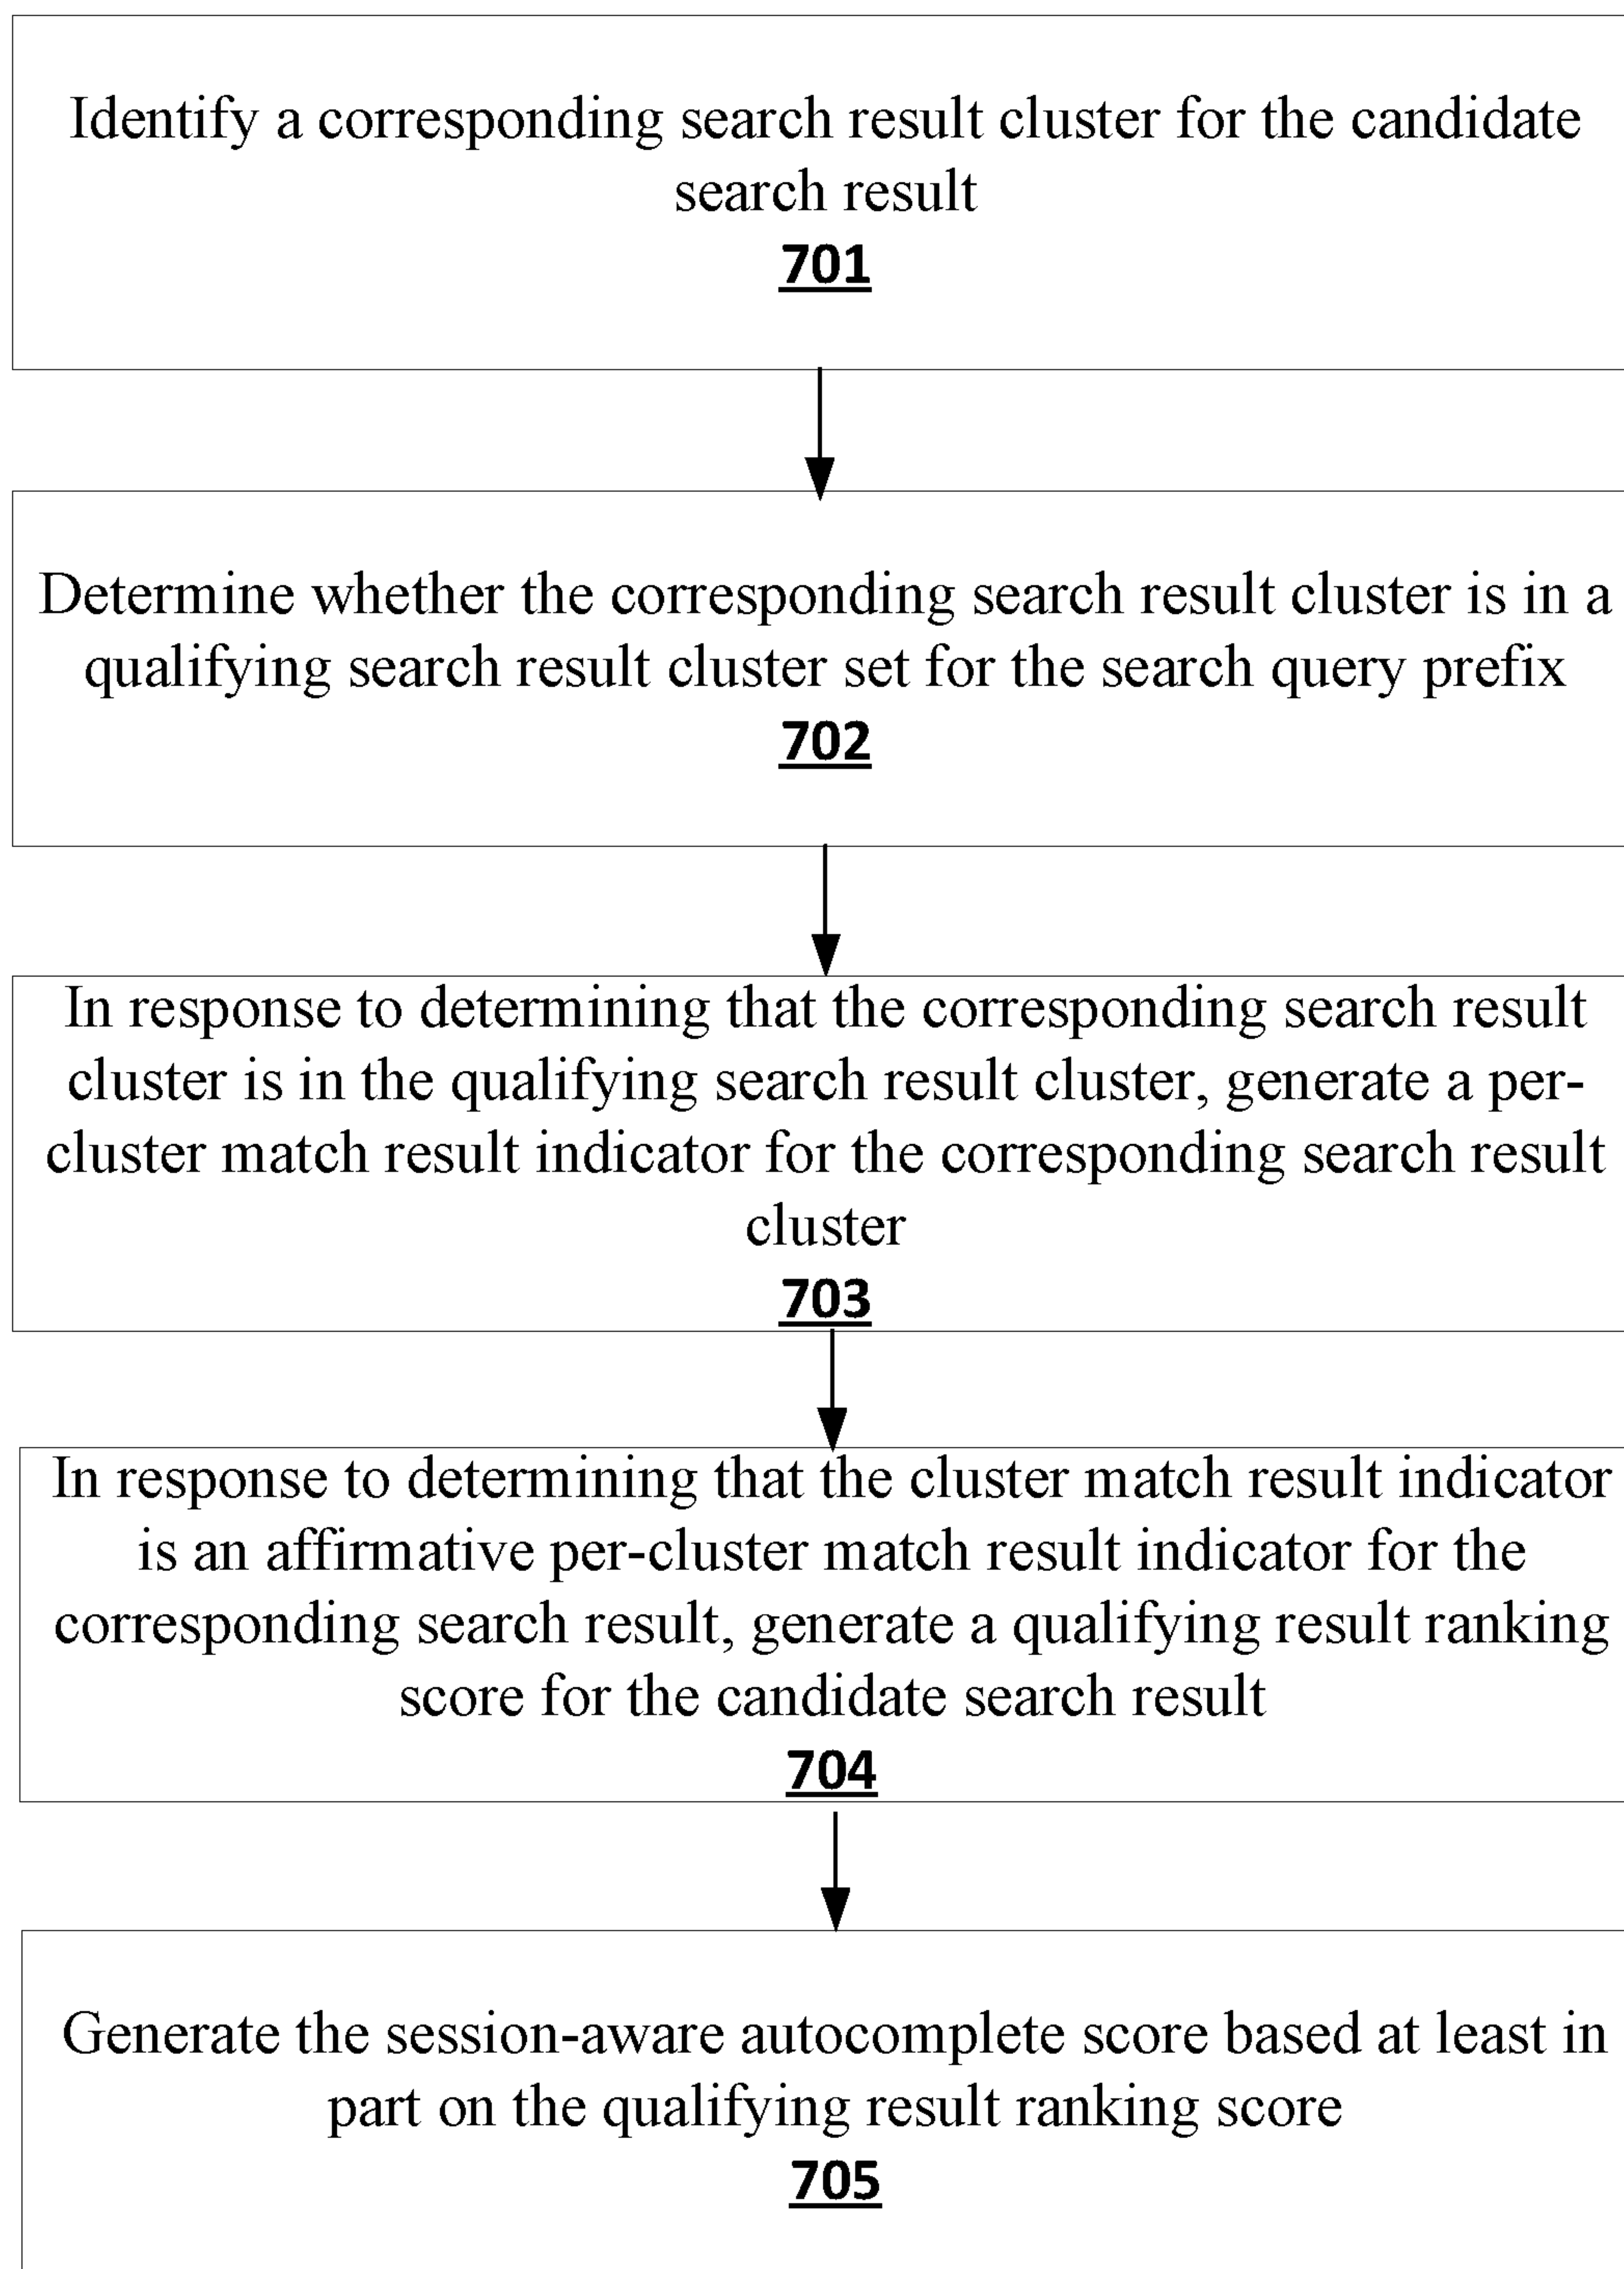 Identify a corresponding search result cluster for the candidate
search result
701
Determine whether the corresponding search result cluster is in a
qualifying search result cluster set for the search query prefix
702
In response to determining that the corresponding search result
cluster is in the qualifying search result cluster, generate a per-
cluster match result indicator for the corresponding search result
cluster
703
In response to determining that the cluster match result indicator
is an affirmative per-cluster match result indicator for the
corresponding search result, generate a qualifying result ranking
score for the candidate search result
704
Generate the session-aware autocomplete score based at least in
part on the qualifying result ranking score
705